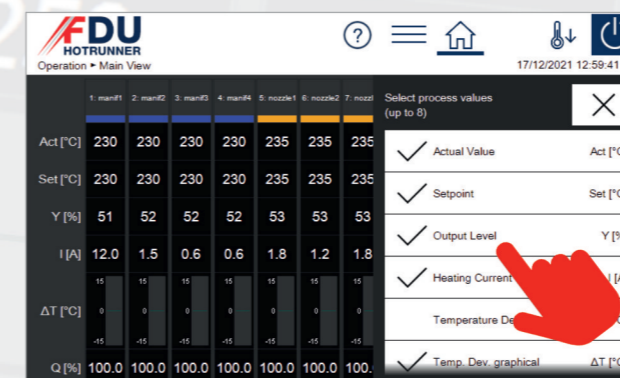 FDU
HOTRUNNER
?
Operation ▸ Main View
17/12/2021 12:59:41
1: manif1 2: manif2 3: manif3 4: manif4 5: nozzle1 6: nozzle2 7: nozzl
Select process values
(up to 8)
Act [°C] 230 230 230 230 235 235 235
Actual Value Act [°C
Set [°C] 230 230 230 230 235 235 235
Setpoint Set [°C
Y [%] 51 52 52 52 53 53 53
Output Level Y [%
I [A] 12.0 1.5 0.6 0.6 1.8 1.2 1.8
Heating Current I [A
15 15 15 15 15 15 15
ΔT [°C] 0 0 0 0 0 0 0
-15 -15 -15 -15 -15 -15 -15
Temperature De
Temp. Dev. graphical ΔT [°C
Q [%] 100.0 100.0 100.0 100.0 100.0 100.0 100.